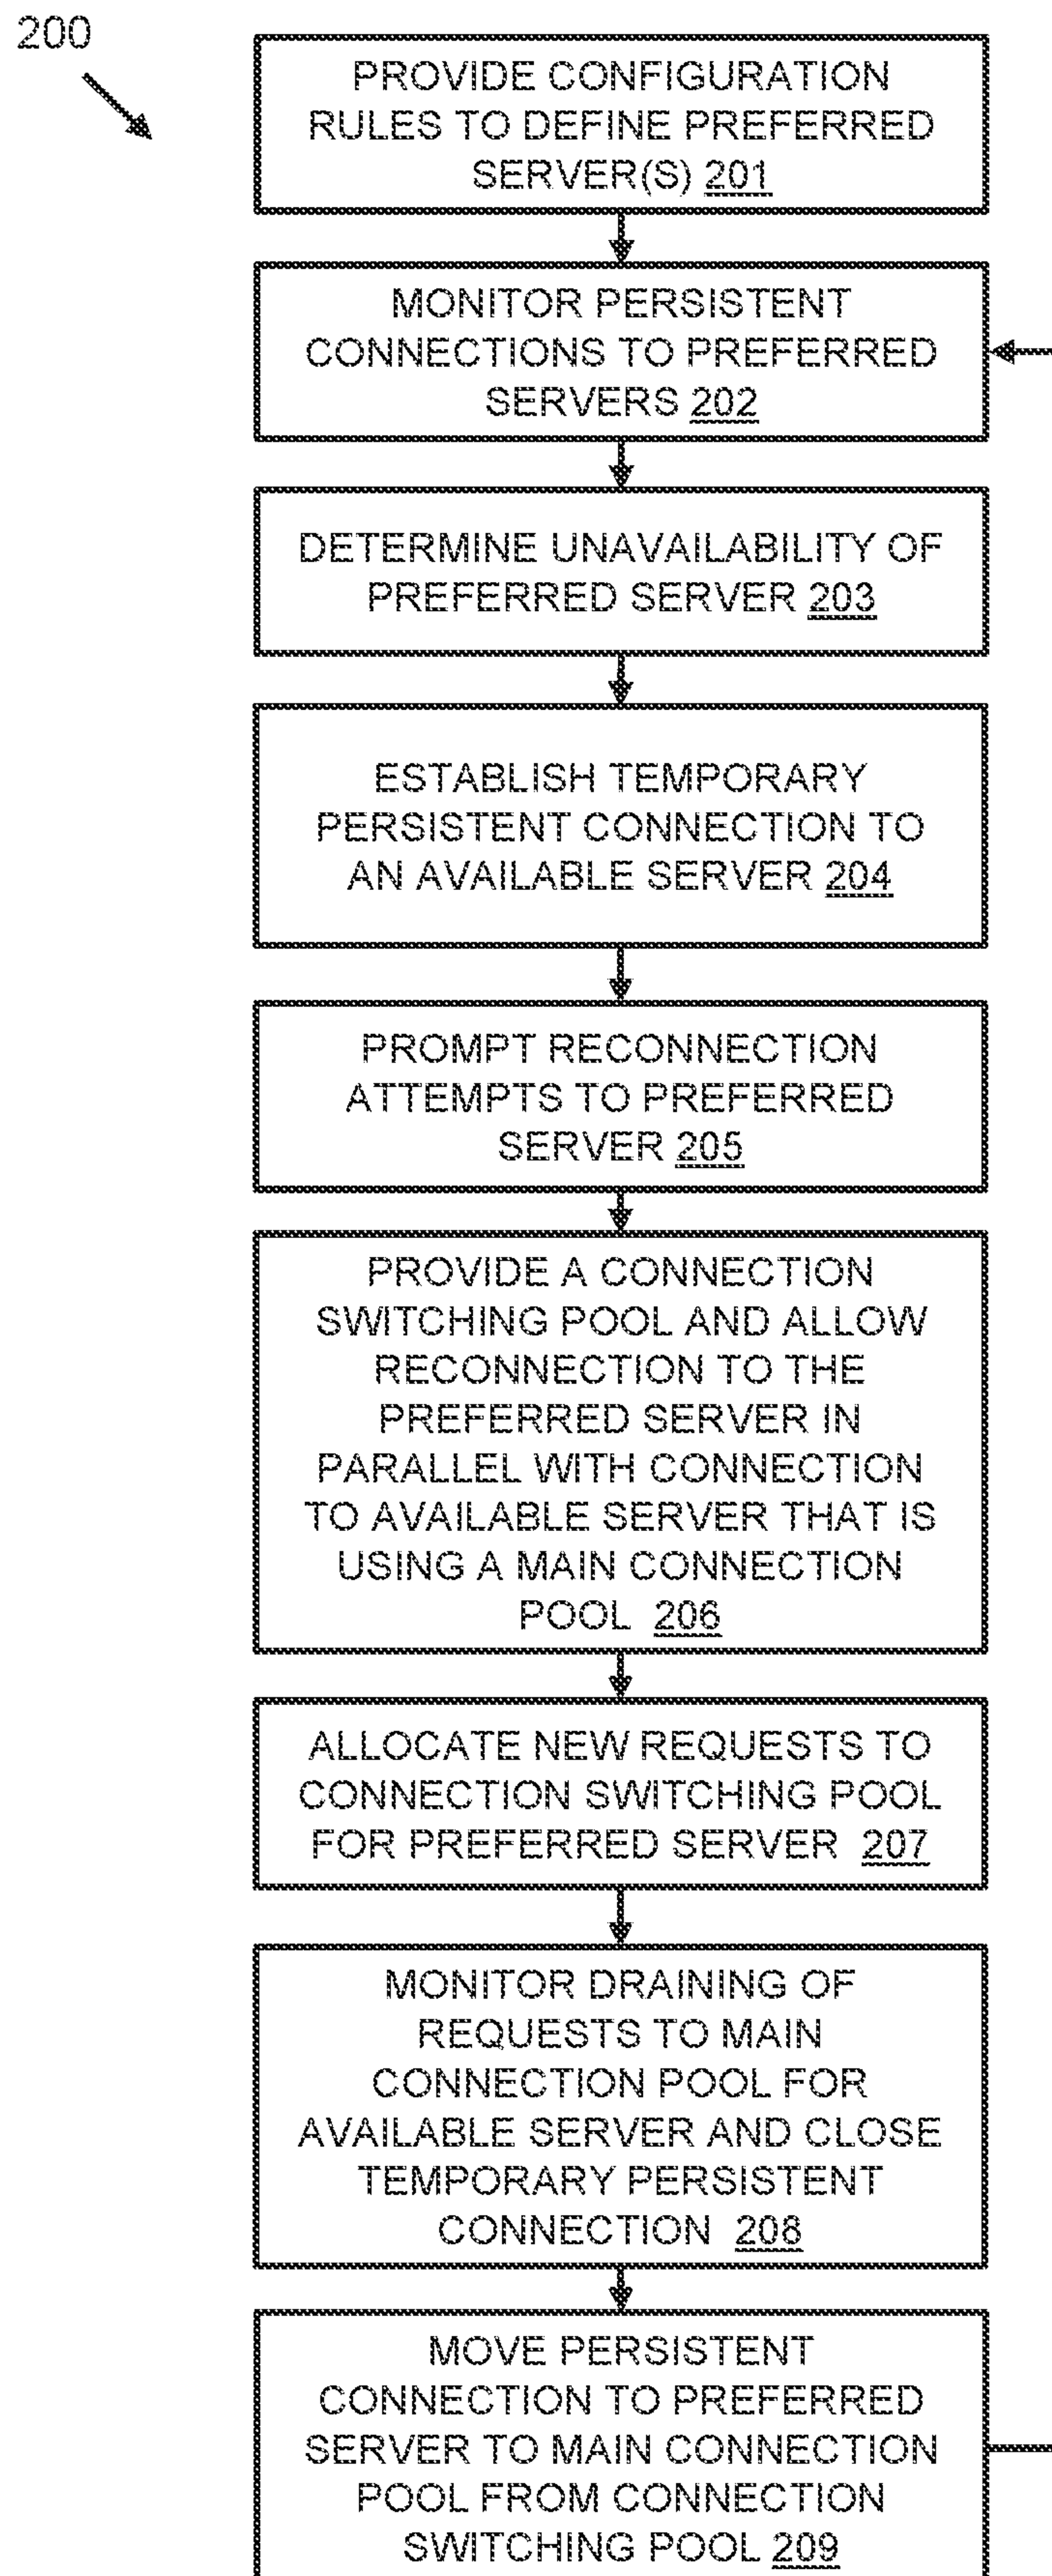 200
PROVIDE CONFIGURATION
RULES TO DEFINE PREFERRED
SERVER(S) 201
MONITOR PERSISTENT
CONNECTIONS TO PREFERRED
SERVERS 202
DETERMINE UNAVAILABILITY OF
PREFERRED SERVER 203
ESTABLISH TEMPORARY
PERSISTENT CONNECTION TO
AN AVAILABLE SERVER 204
PROMPT RECONNECTION
ATTEMPTS TO PREFERRED
SERVER 205
PROVIDE A CONNECTION
SWITCHING POOL AND ALLOW
RECONNECTION TO THE
PREFERRED SERVER IN
PARALLEL WITH CONNECTION
TO AVAILABLE SERVER THAT IS
USING A MAIN CONNECTION
POOL 206
ALLOCATE NEW REQUESTS TO
CONNECTION SWITCHING POOL
FOR PREFERRED SERVER 207
MONITOR DRAINING OF
REQUESTS TO MAIN
CONNECTION POOL FOR
AVAILABLE SERVER AND CLOSE
TEMPORARY PERSISTENT
CONNECTION 208
MOVE PERSISTENT
CONNECTION TO PREFERRED
SERVER TO MAIN CONNECTION
POOL FROM CONNECTION
SWITCHING POOL 209